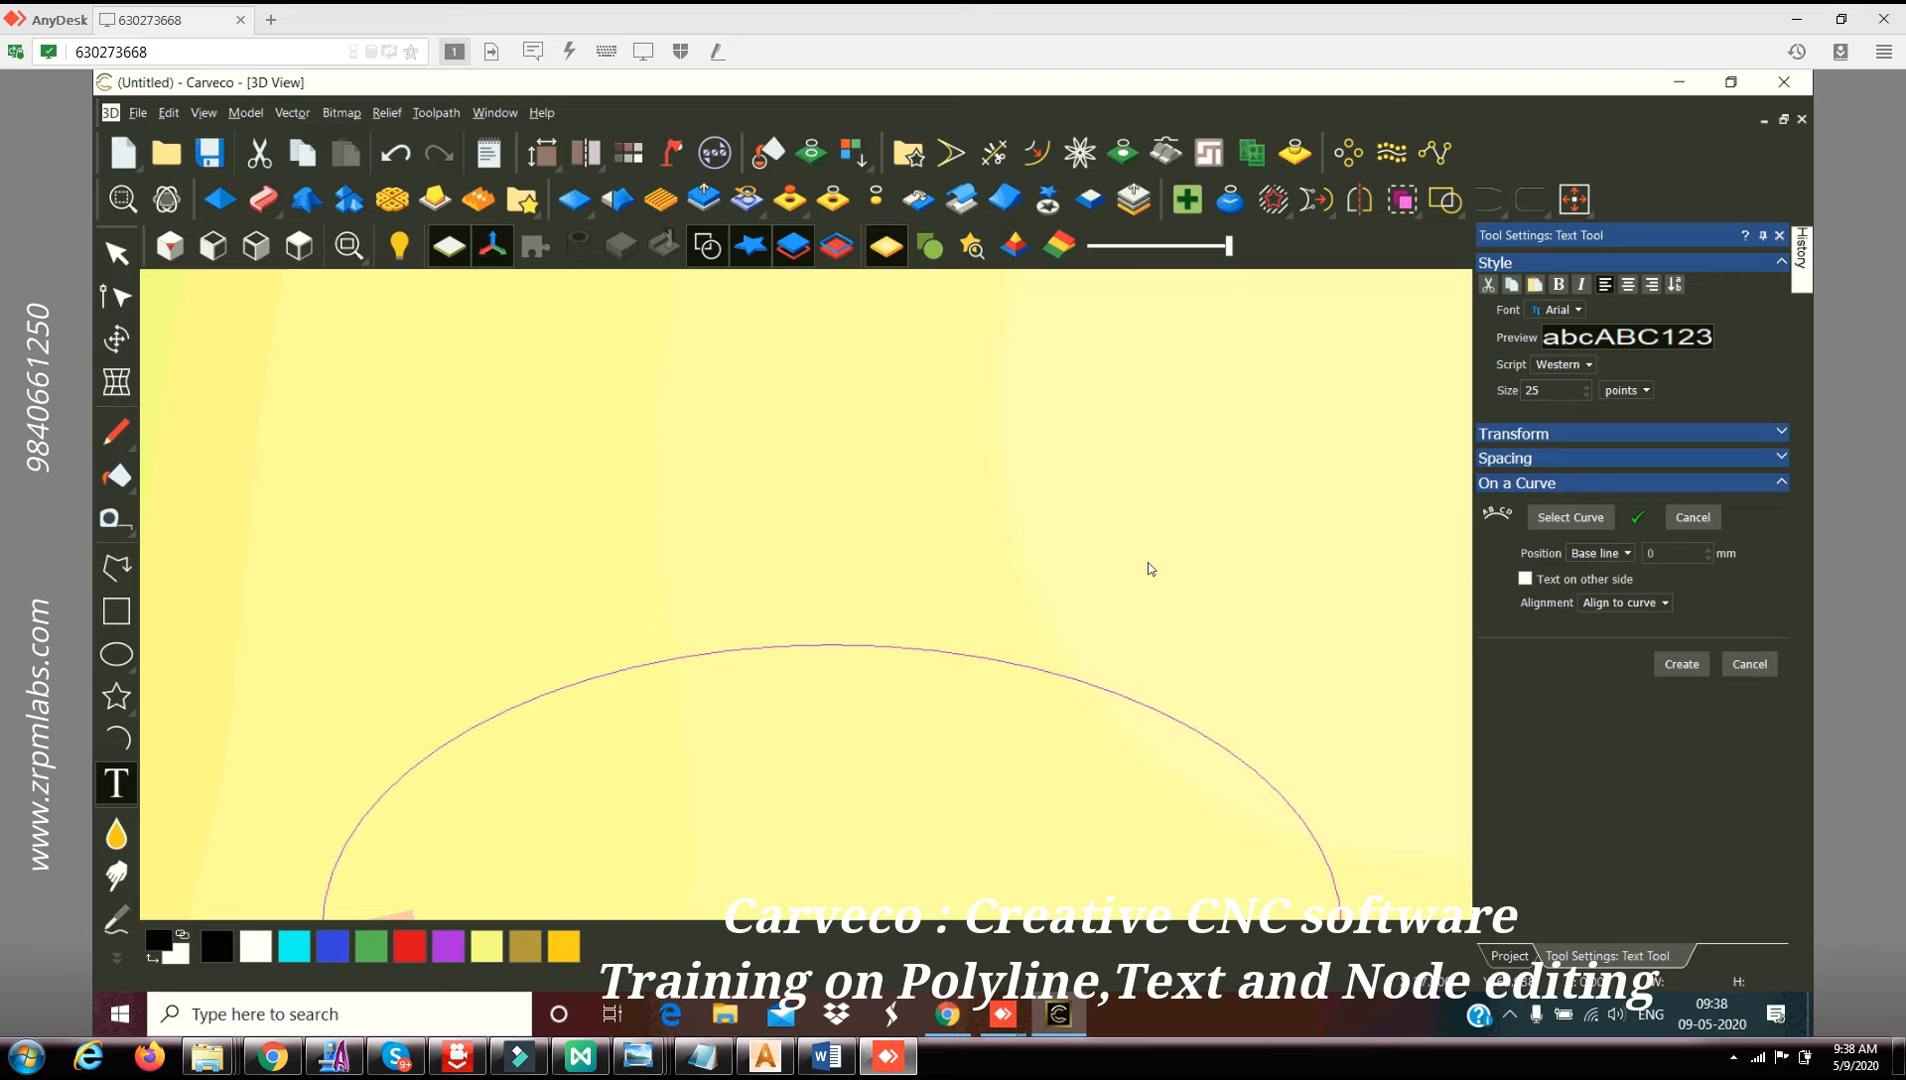 AnyDesk
630273668
630273668
1
(Untitled) - Carveco - [3D View]
3D File Edit View Model Vector Bitmap Relief Toolpath Window Help
Tool Settings: Text Tool
History
Style
B I
Font Arial
Preview abcABC123
Script Western
Size 25 points
Transform
Spacing
On a Curve
Select Curve Cancel
Position Base line 0 mm
Text on other side
Alignment Align to curve
Create Cancel
T
9840661250
www.zrpmlabs.com
Carveco : Creative CNC software
Training on Polyline,Text and Node editing
Project Tool Settings: Text Tool
W: H:
Type here to search
ENG
09:38
09-05-2020
9:38 AM
5/9/2020